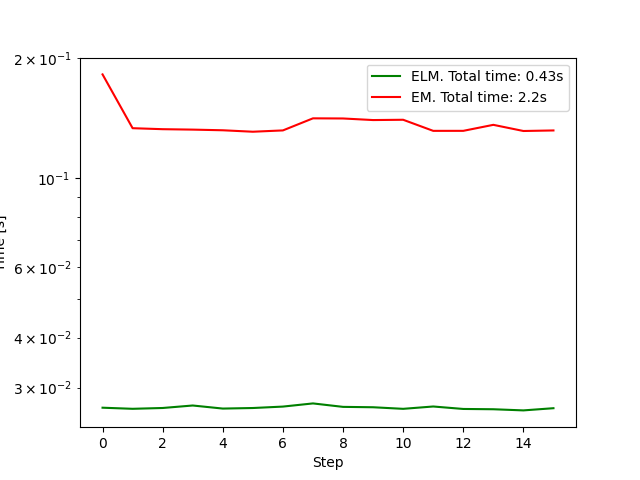 2 × 10⁻¹
10⁻¹
6 × 10⁻²
4 × 10⁻²
3 × 10⁻²
ELM. Total time: 0.43s
EM. Total time: 2.2s
0 2 4 6 8 10 12 14
Step